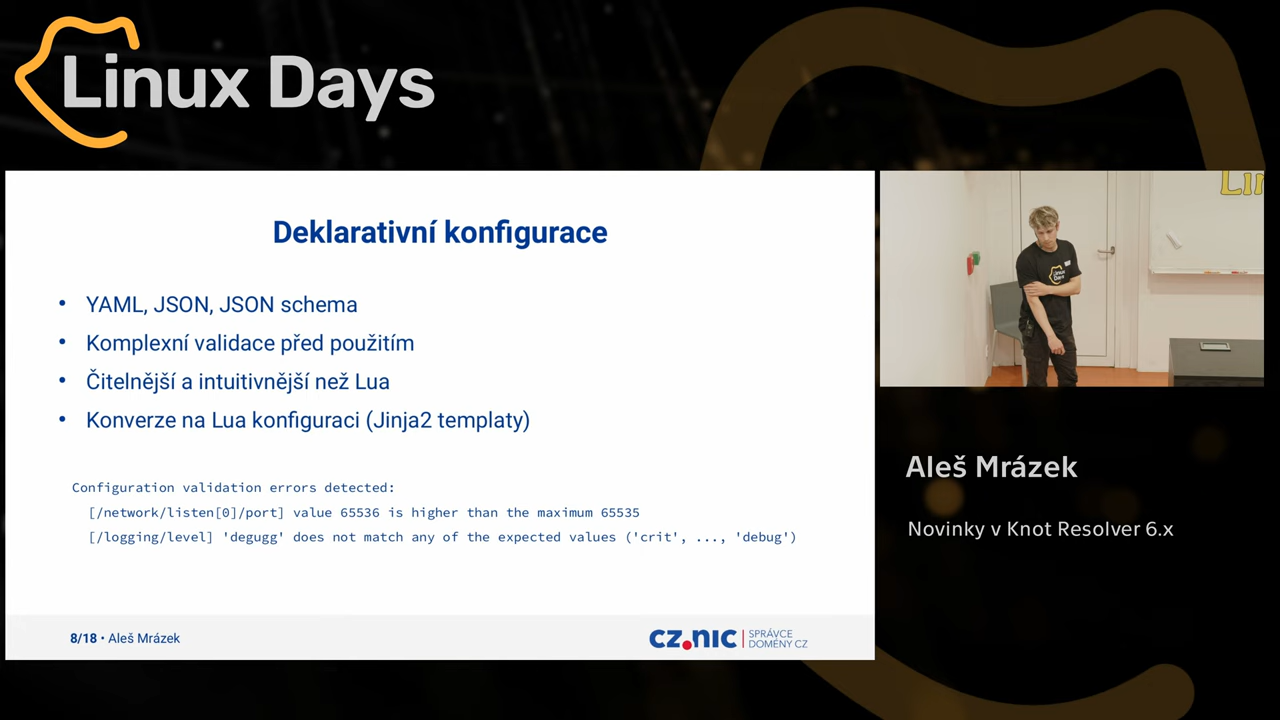 Linux Days
Deklarativní konfigurace
• YAML, JSON, JSON schema
• Komplexní validace před použitím
• Čitelnější a intuitivnější než Lua
• Konverze na Lua konfiguraci (Jinja2 templaty)
Configuration validation errors detected:
[/network/listen[0]/port] value 65536 is higher than the maximum 65535
[/logging/level] 'degugg' does not match any of the expected values ('crit', ..., 'debug')
8/18 • Aleš Mrázek
cz.nic
SPRÁVCE
DOMÉNY CZ
Lin
Linux
Days
Aleš Mrázek
Novinky v Knot Resolver 6.x